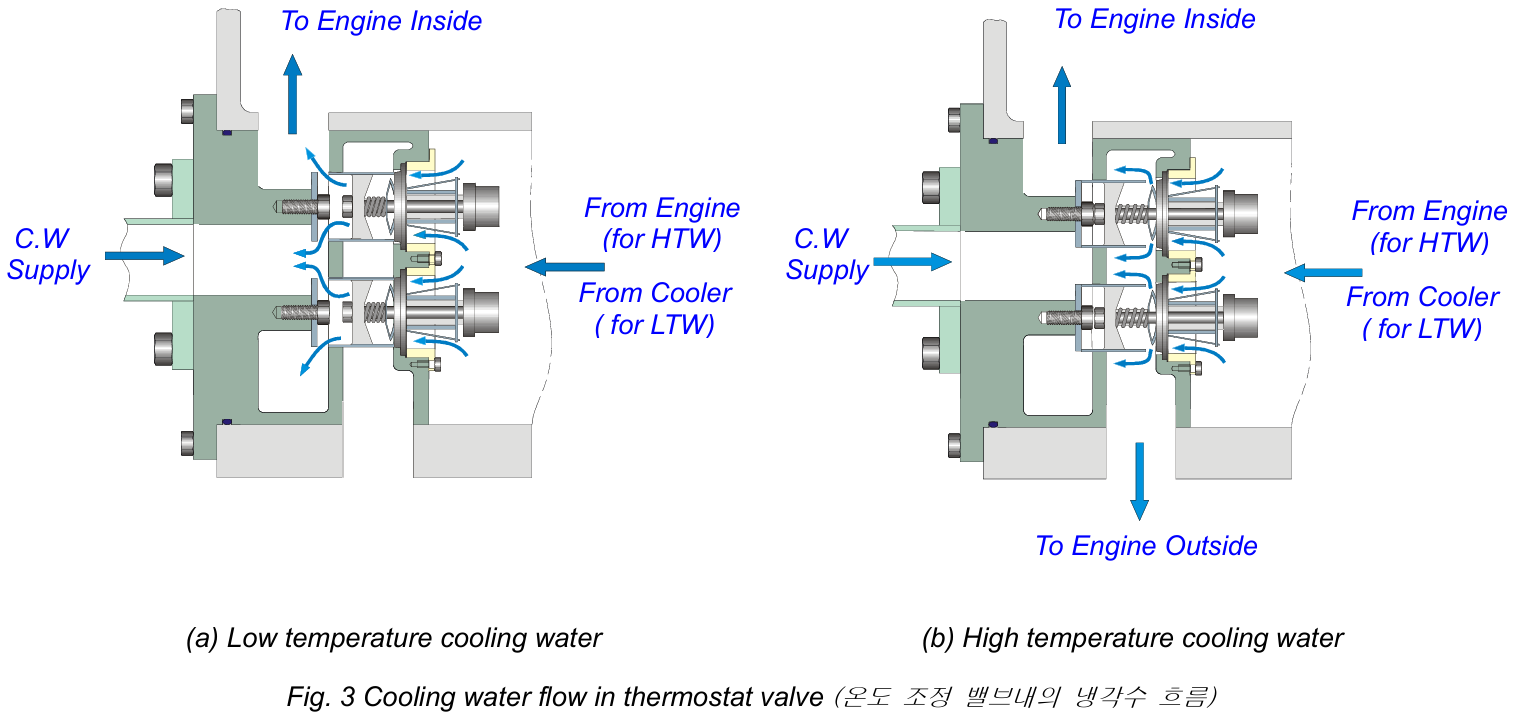 To Engine Inside
C.W
Supply
From Engine
(for HTW)
From Cooler
( for LTW)
(a) Low temperature cooling water
To Engine Inside
C.W
Supply
From Engine
(for HTW)
From Cooler
( for LTW)
To Engine Outside
(b) High temperature cooling water
Fig. 3 Cooling water flow in thermostat valve (온도 조정 밸브내의 냉각수 흐름)